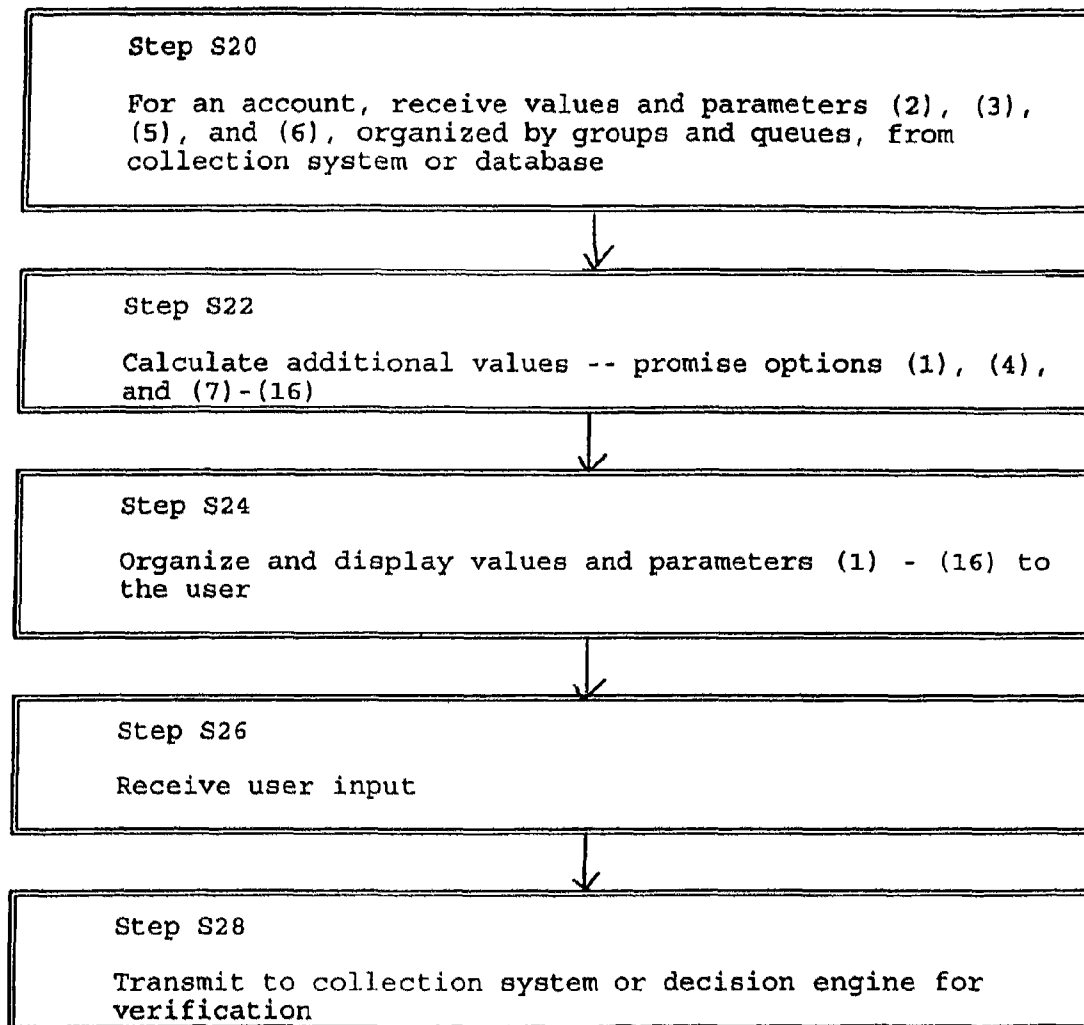 Step S20
For an account, receive values and parameters (2), (3),
(5), and (6), organized by groups and queues, from
collection system or database
Step S22
Calculate additional values -- promise options (1), (4),
and (7)-(16)
Step S24
Organize and display values and parameters (1) - (16) to
the user
Step S26
Receive user input
Step S28
Transmit to collection system or decision engine for
verification